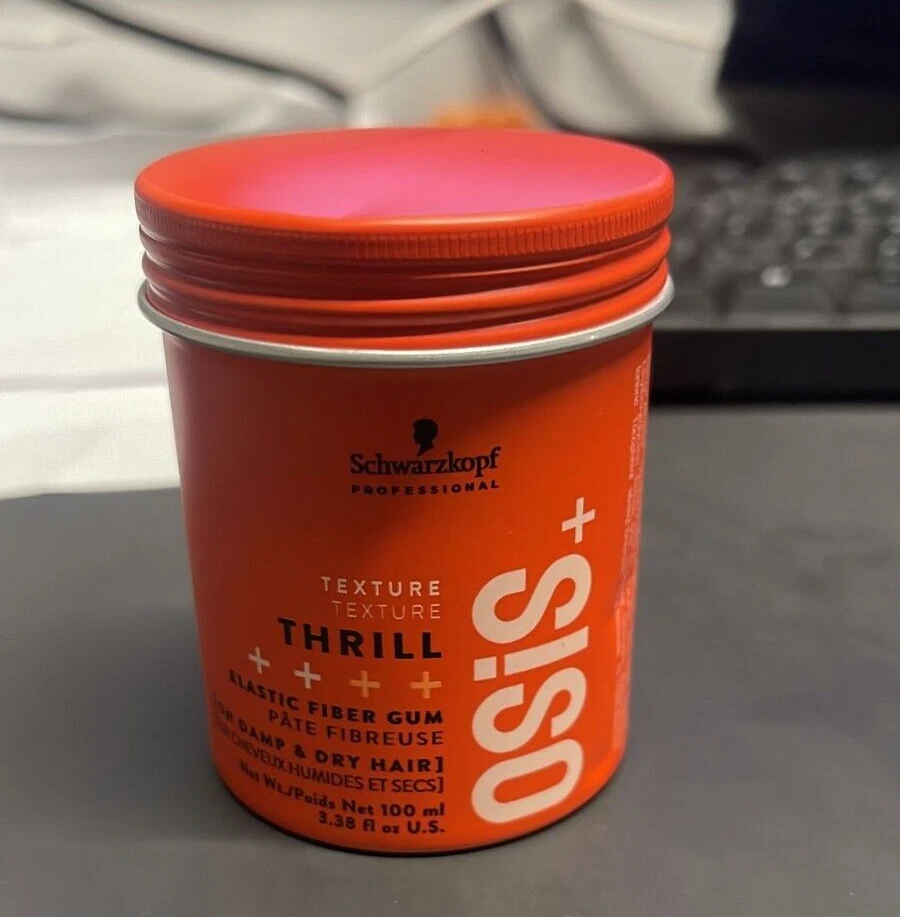 Schwarzkopf
PROFESSIONAL
TEXTURE
TEXTURE
THRILL
++++
ELASTIC FIBER GUM
PÂTE FIBREUSE
[ON DAMP & DRY HAIR]
CHEVEUX HUMIDES ET SECS]
Net Wt./Poids Net 100 ml
3.38 fl oz U.S.
OSiS+